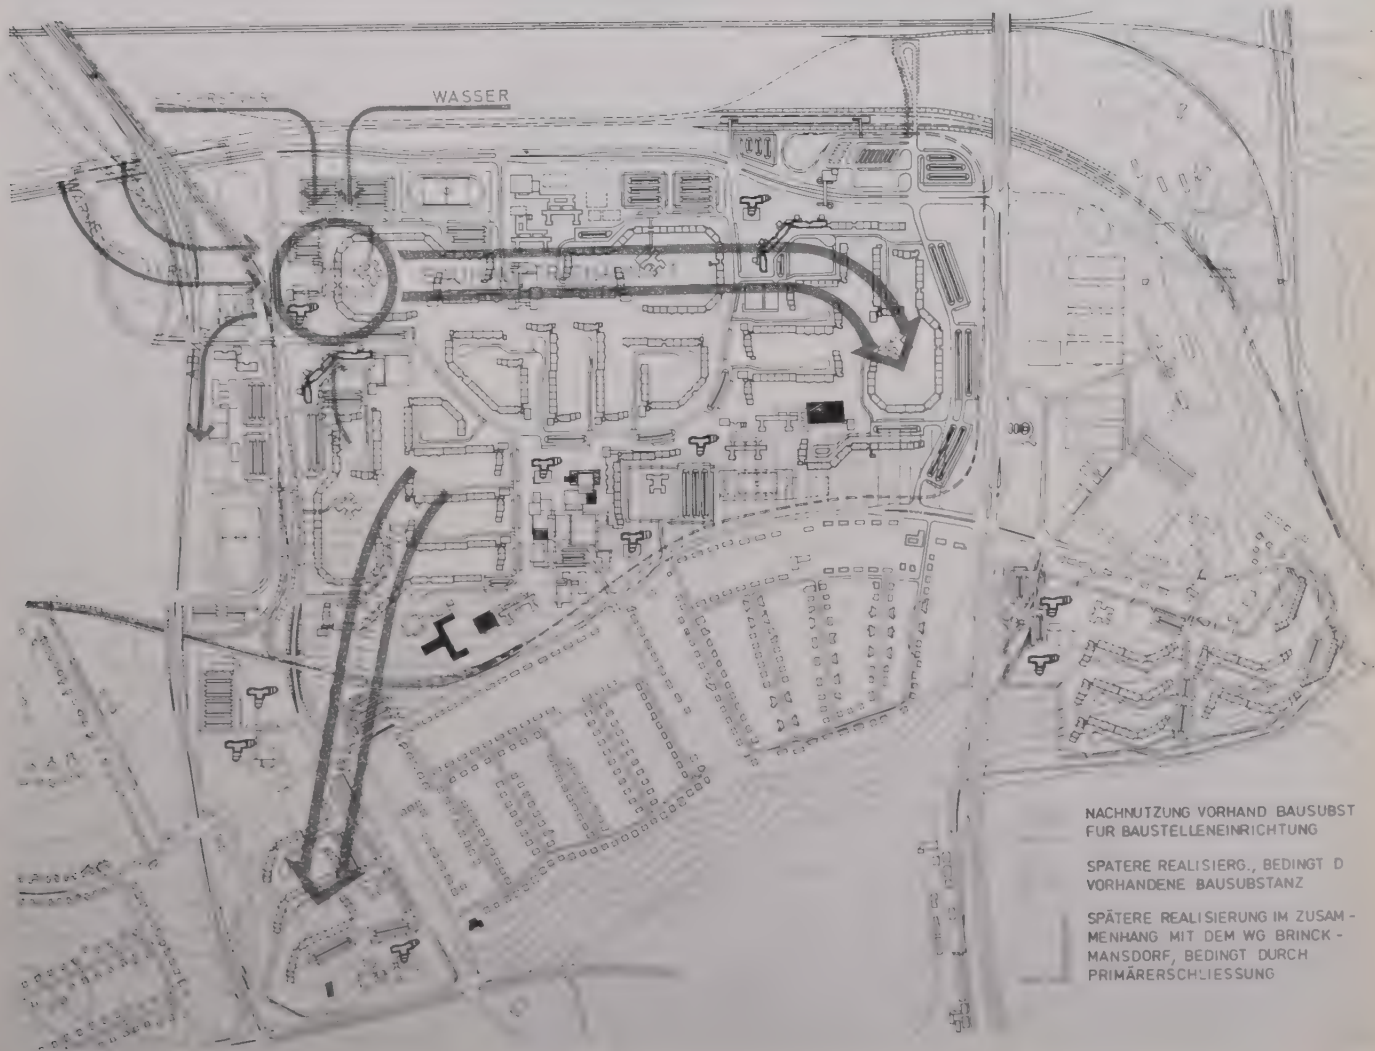 WASSER
NACHNUTZUNG VORHAND BAUSUBST
FUR BAUSTELLENEINRICHTUNG
SPATERE REALISIERG., BEDINGT D
VORHANDENE BAUSUBSTANZ
SPÄTERE REALISIERUNG IM ZUSAM-
MENHANG MIT DEM WG BRINCK-
MANSDORF, BEDINGT DURCH
PRIMÄRERSCHLIESSUNG